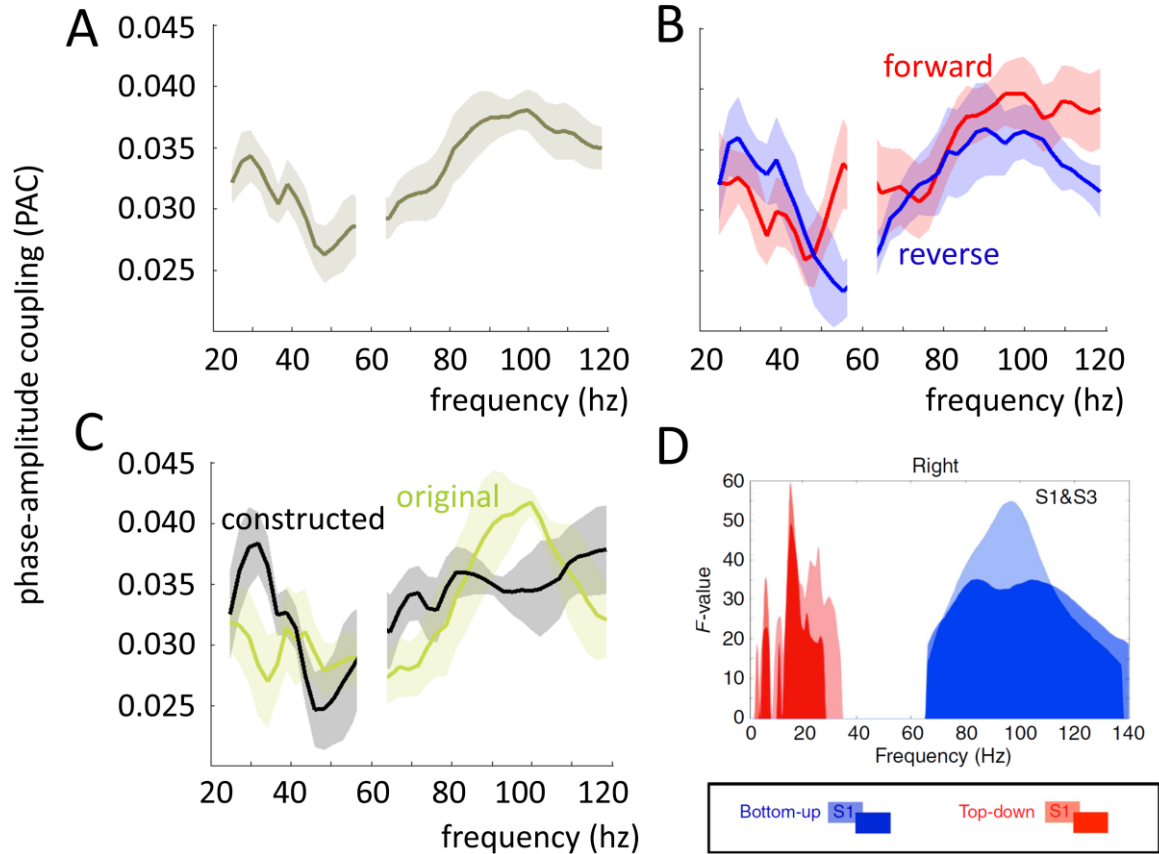 A
phase-amplitude coupling (PAC)
0.045
0.040
0.035
0.030
0.025
20 40 60 80 100 120
frequency (hz)
B
forward
reverse
20 40 60 80 100 120
frequency (hz)
C
0.045
0.040
0.035
0.030
0.025
original
constructed
20 40 60 80 100 120
frequency (hz)
D
Right
S1&S3
F-value
60
50
40
30
20
10
0
0 20 40 60 80 100 120 140
Frequency (Hz)
Bottom-up S1 Top-down S1